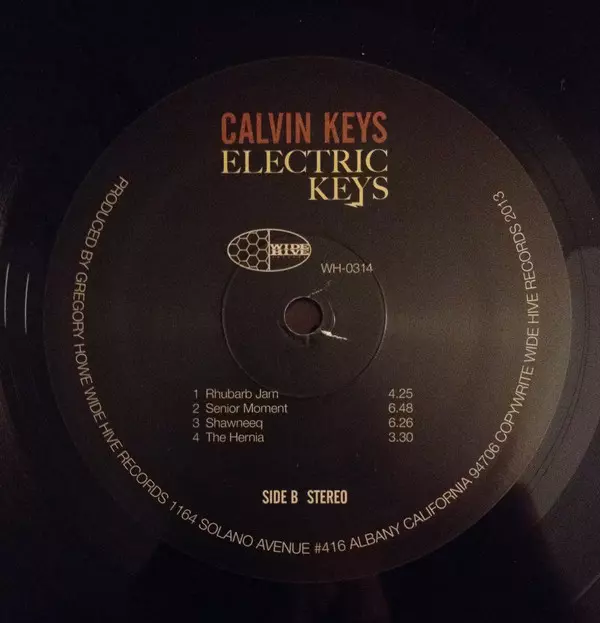 CALVIN KEYS
ELECTRIC
KEYS
WIDE
HIVE
WH-0314
1 Rhubarb Jam 4.25
2 Senior Moment 6.48
3 Shawneeq 6.26
4 The Hernia 3.30
SIDE B STEREO
PRODUCED BY GREGORY HOWE WIDE HIVE RECORDS 1164 SOLANO AVENUE #416 ALBANY CALIFORNIA 94706 COPYWRITE WIDE HIVE RECORDS 2013